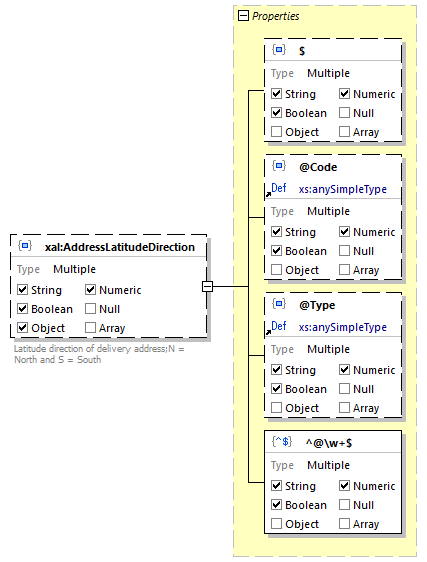 Properties
$
Type Multiple
String Numeric
Boolean Null
Object Array
@Code
Def xs:anySimpleType
Type Multiple
String Numeric
Boolean Null
Object Array
xal:AddressLatitudeDirection
Type Multiple
String Numeric
Boolean Null
Object Array
Latitude direction of delivery address;N =
North and S = South
@Type
Def xs:anySimpleType
Type Multiple
String Numeric
Boolean Null
Object Array
^@\w+$
Type Multiple
String Numeric
Boolean Null
Object Array